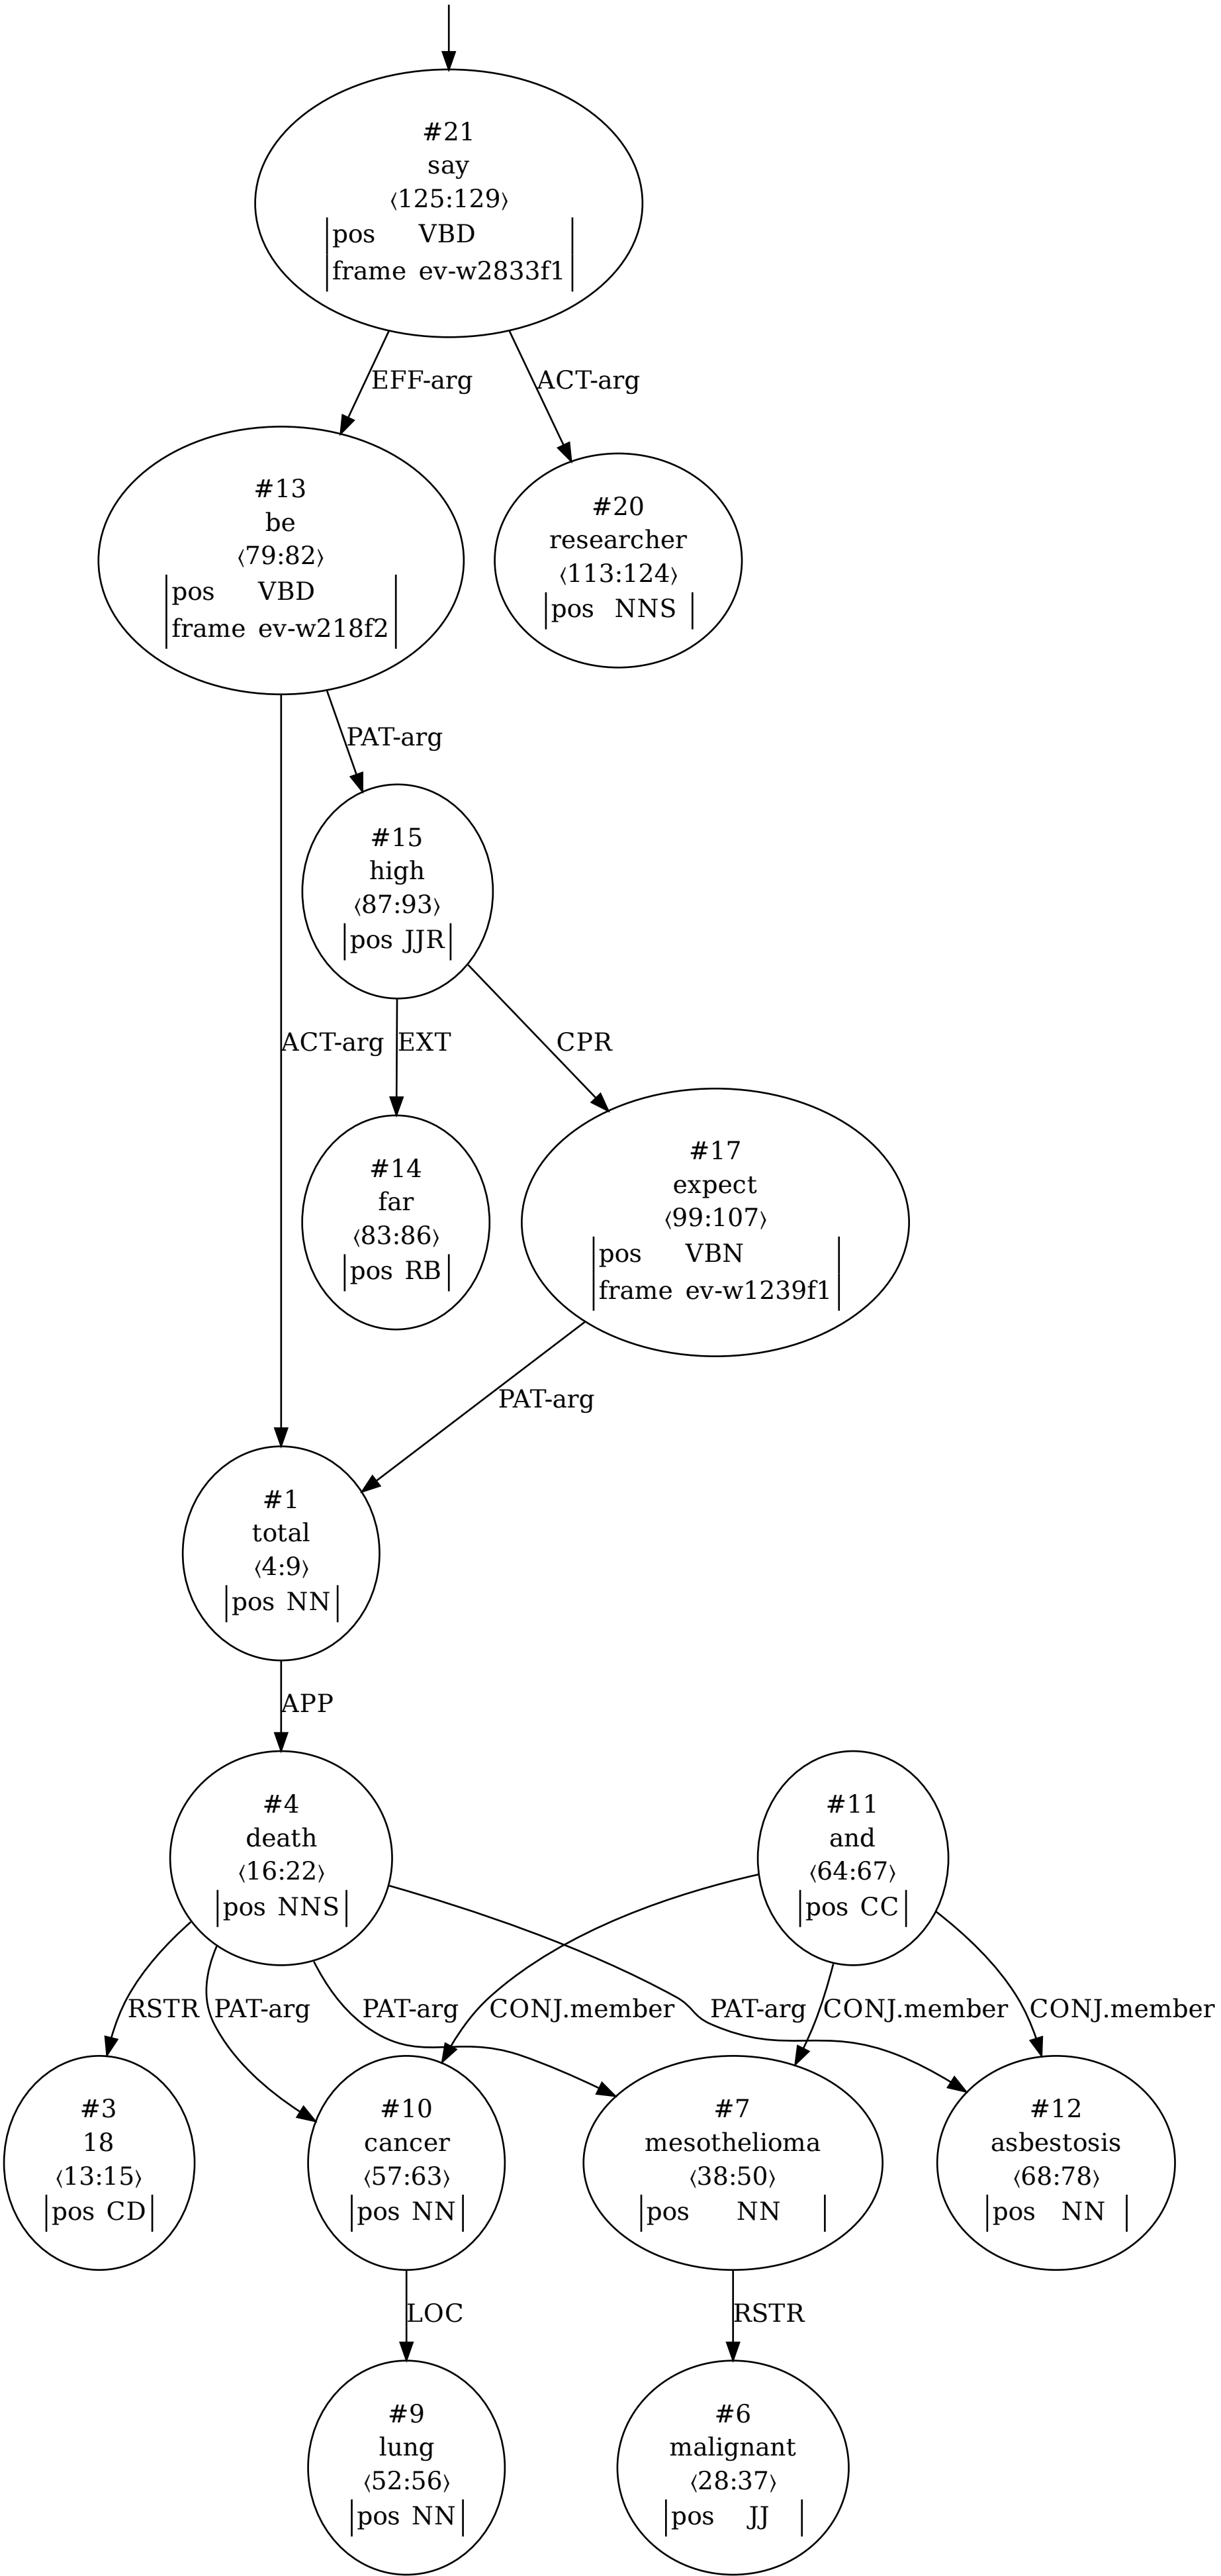 #21
say
⟨125:129⟩
pos VBD
frame ev-w2833f1
EFF-arg
ACT-arg
#13
be
⟨79:82⟩
pos VBD
frame ev-w218f2
#20
researcher
⟨113:124⟩
pos NNS
PAT-arg
#15
high
⟨87:93⟩
pos JJR
ACT-arg
EXT
CPR
#14
far
⟨83:86⟩
pos RB
#17
expect
⟨99:107⟩
pos VBN
frame ev-w1239f1
PAT-arg
#1
total
⟨4:9⟩
pos NN
APP
#4
death
⟨16:22⟩
pos NNS
#11
and
⟨64:67⟩
pos CC
RSTR
PAT-arg
PAT-arg
CONJ.member
PAT-arg
CONJ.member
CONJ.member
#3
18
⟨13:15⟩
pos CD
#10
cancer
⟨57:63⟩
pos NN
#7
mesothelioma
⟨38:50⟩
pos NN
#12
asbestosis
⟨68:78⟩
pos NN
LOC
RSTR
#9
lung
⟨52:56⟩
pos NN
#6
malignant
⟨28:37⟩
pos JJ